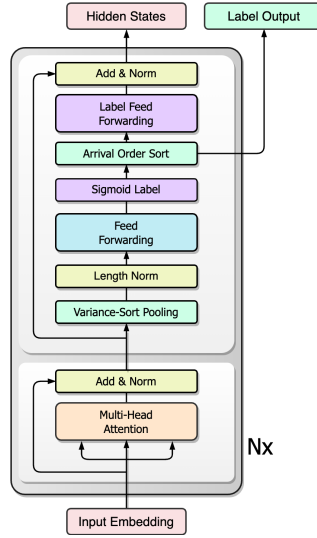 Hidden States
Label Output
Add & Norm
Label Feed
Forwarding
Arrival Order Sort
Sigmoid Label
Feed
Forwarding
Length Norm
Variance-Sort Pooling
Add & Norm
Multi-Head
Attention
Nx
Input Embedding